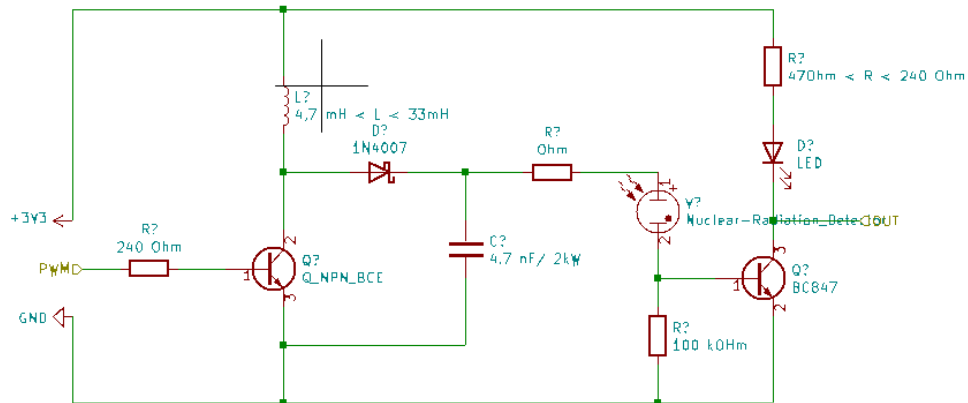 R?
47Ohm < R < 240 Ohm
L?
4,7 mH < L < 33mH
D?
1N4007
R?
Ohm
D?
LED
1
+
+3V3
R?
240 Ohm
V?
Nuclear-Radiation_Detector
OUT
2
2
3
PWM
C?
4,7 nF/ 2kW
1
Q?
Q_NPN_BCE
1
Q?
BC847
3
2
GND
R?
100 kOHm